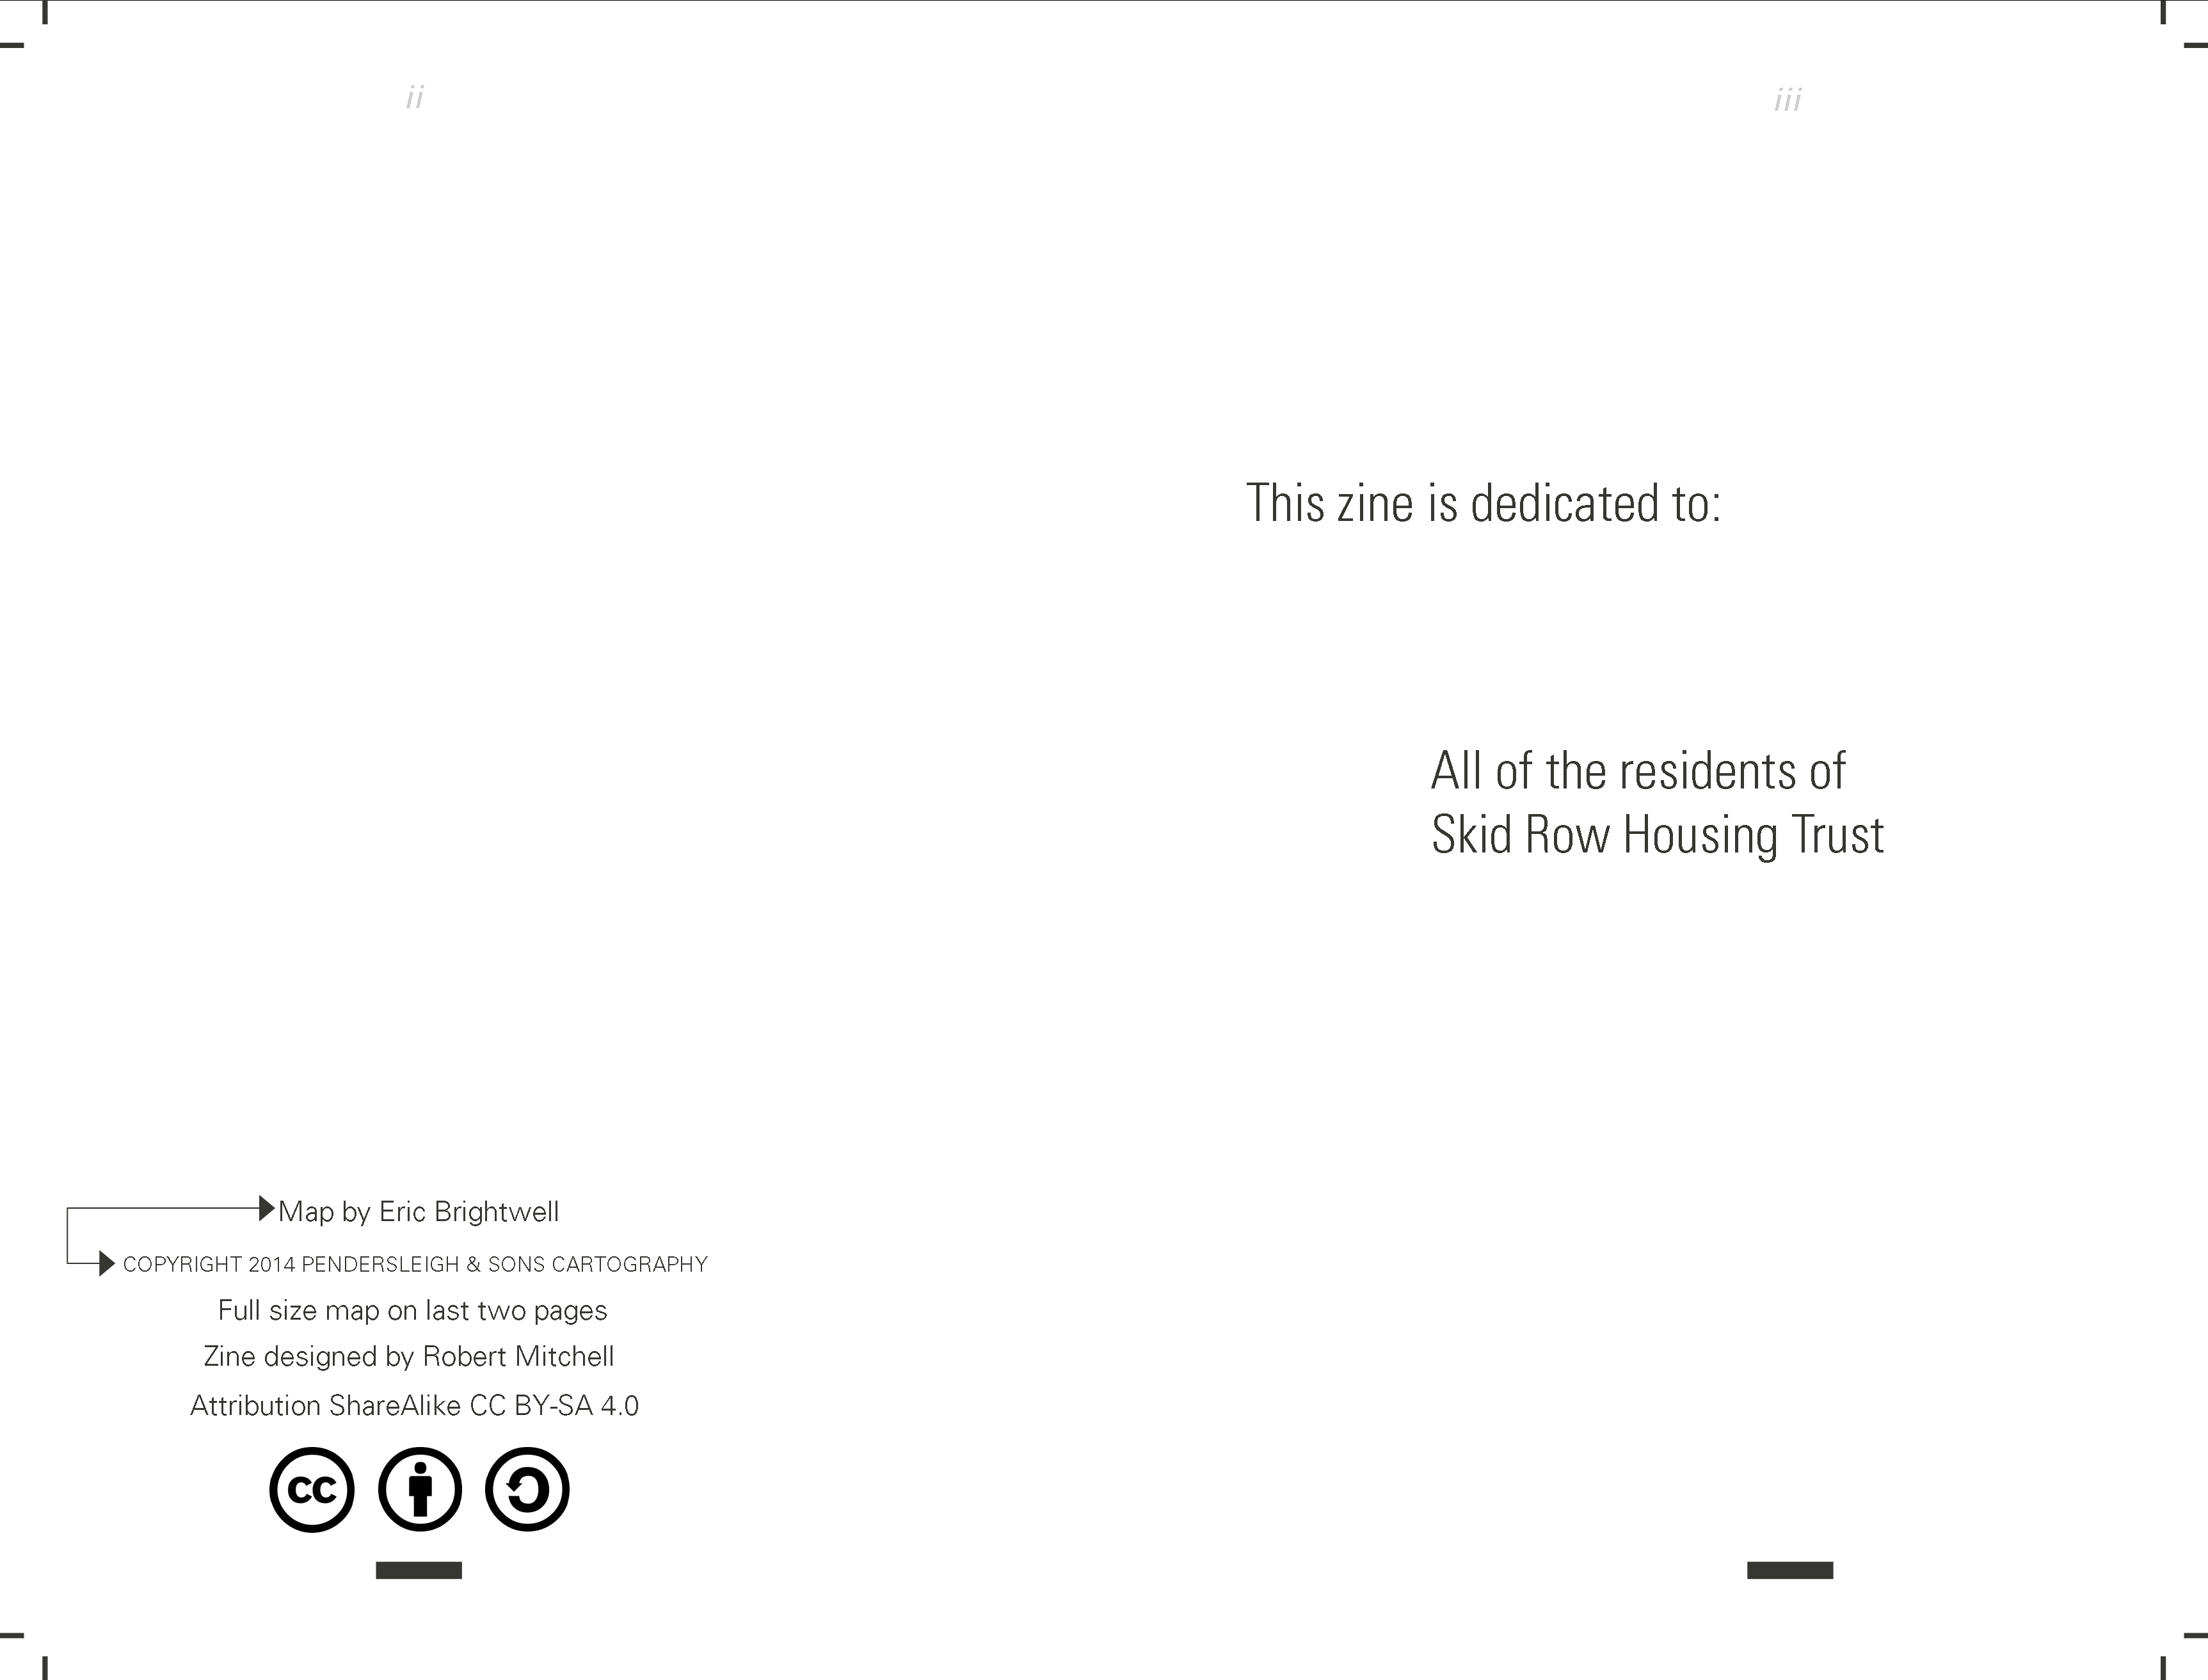 ii
Map by Eric Brightwell
COPYRIGHT 2014 PENDERSLEIGH & SONS CARTOGRAPHY
Full size map on last two pages
Zine designed by Robert Mitchell
Attribution ShareAlike CC BY-SA 4.0
cc
iii
This zine is dedicated to:
All of the residents of
Skid Row Housing Trust